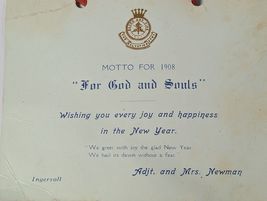 MOTTO FOR 1908
"For God and Souls"
Wishing you every joy and happiness
in the New Year.
"We greet with joy the glad New Year
We hail its dawn without a fear.
Adjt. and Mrs. Newman
Ingersoll